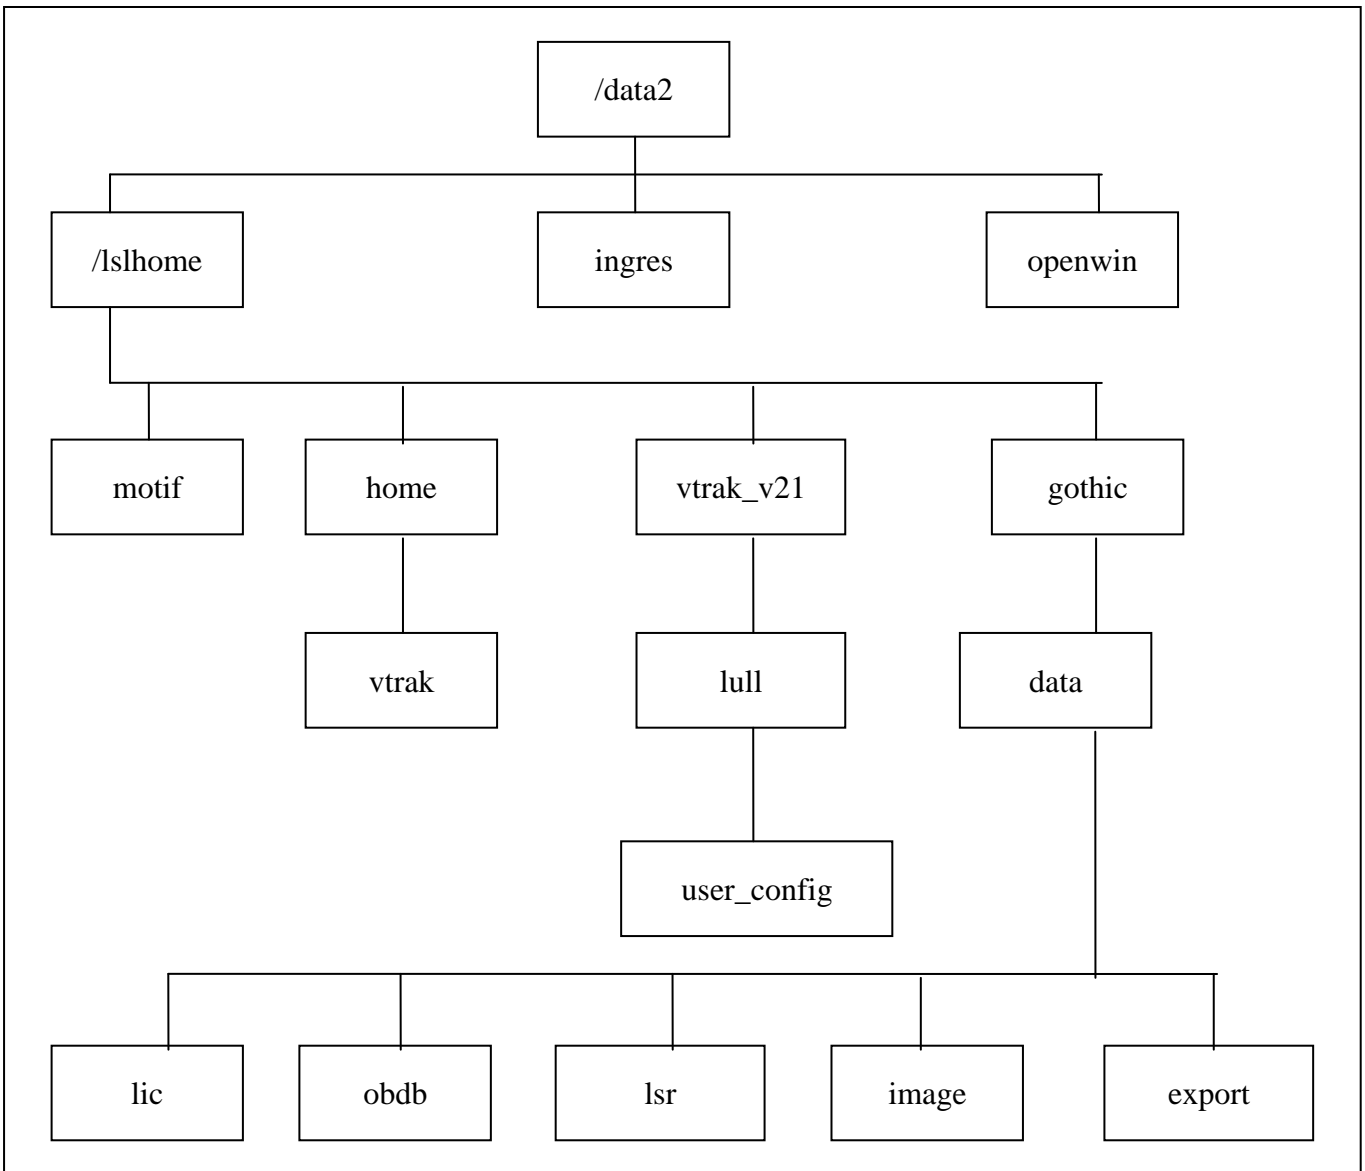 /data2
/lslhome
ingres
openwin
motif
home
vtrak_v21
gothic
vtrak
lull
data
user_config
lic
obdb
lsr
image
export